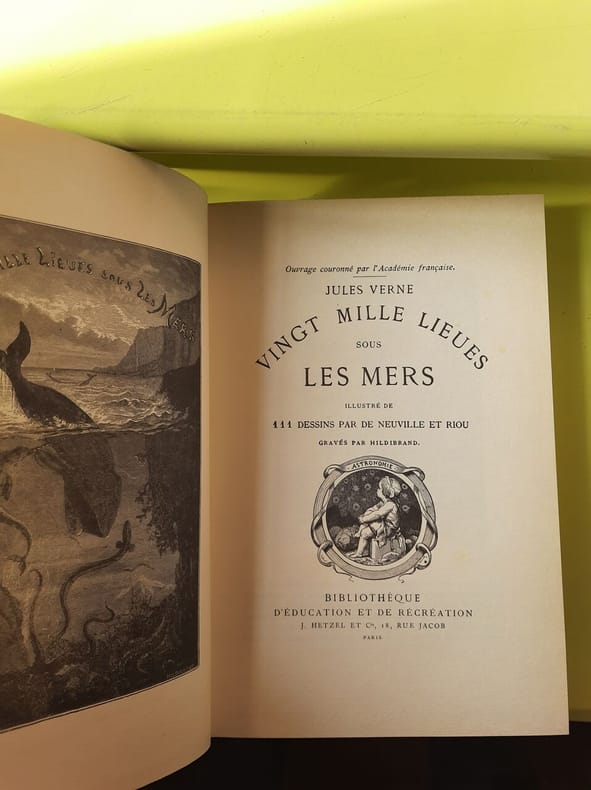 LLE LIEUES SOUS LES MERS
Ouvrage couronné par l'Académie française.
JULES VERNE
VINGT MILLE LIEUES
SOUS
LES MERS
ILLUSTRÉ DE
111 DESSINS PAR DE NEUVILLE ET RIOU
GRAVÉS PAR HILDIBRAND.
ASTRONOMIE
BIBLIOTHÈQUE
D'ÉDUCATION ET DE RÉCRÉATION
J. HETZEL ET Cie, 18, RUE JACOB
PARIS